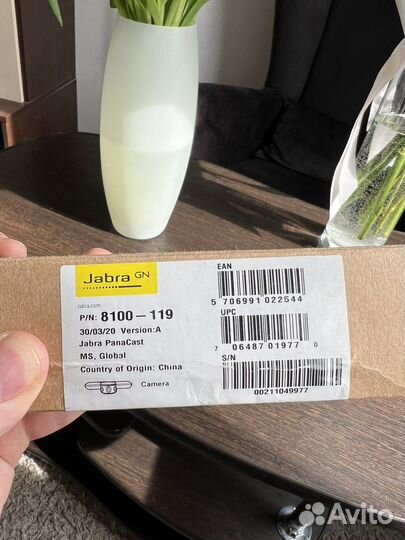 Jabra GN
Jabra.com
P/N: 8100-119
30/03/20 Version:A
Jabra PanaCast
MS, Global
Country of Origin: China
Camera
EAN
5 706991 022544
UPC
7 06487 01977 0
S/N
00211049977
Avito